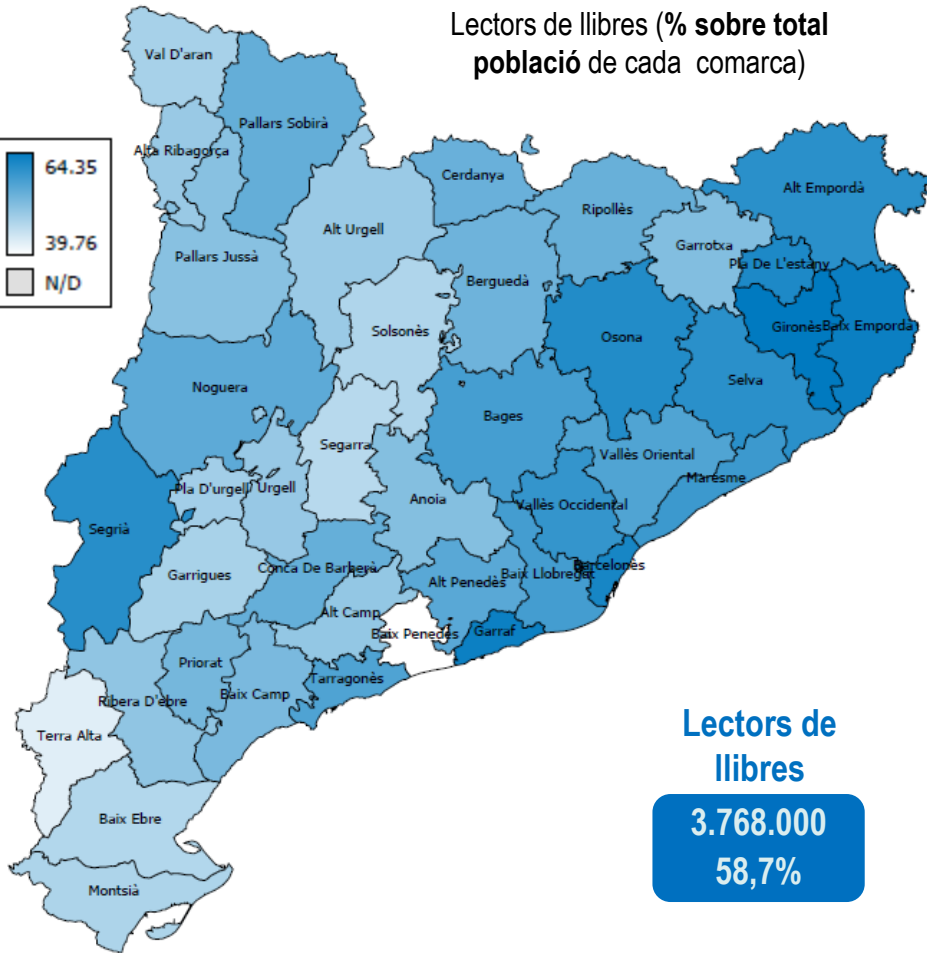 Lectors de llibres (% sobre total
població de cada comarca)
64.35
39.76
N/D
Val D'aran
Pallars Sobirà
Alta Ribagorça
Cerdanya
Alt Empordà
Ripollès
Alt Urgell
Garrotxa
Pallars Jussà
Pla De L'estany
Berguedà
Solsonès
Osona
Gironès
Baix Empordà
Noguera
Selva
Bages
Segarra
Vallès Oriental
Maresme
Pla D'urgell
Urgell
Anoia
Vallès Occidental
Segrià
Garrigues
Conca De Barberà
Alt Penedès
Baix Llobregat
Barcelonès
Alt Camp
Baix Penedès
Garraf
Priorat
Tarragonès
Ribera D'ebre
Baix Camp
Terra Alta
Baix Ebre
Montsià
Lectors de
llibres
3.768.000
58,7%